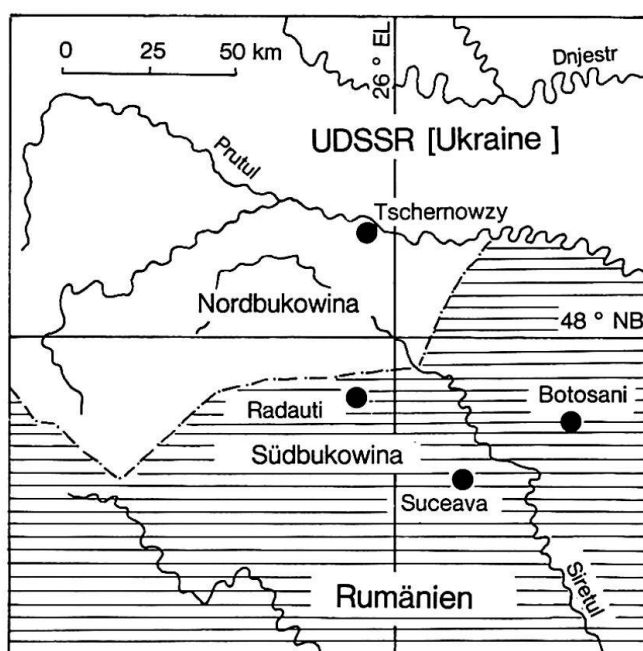 0 25 50 km
26° EL
Dnjestr
UDSSR [Ukraine ]
Prutul
Tschernowzy
Nordbukowina
48 ° NB
Botosani
Radauti
Südbukowina
Suceava
Siretul
Rumänien